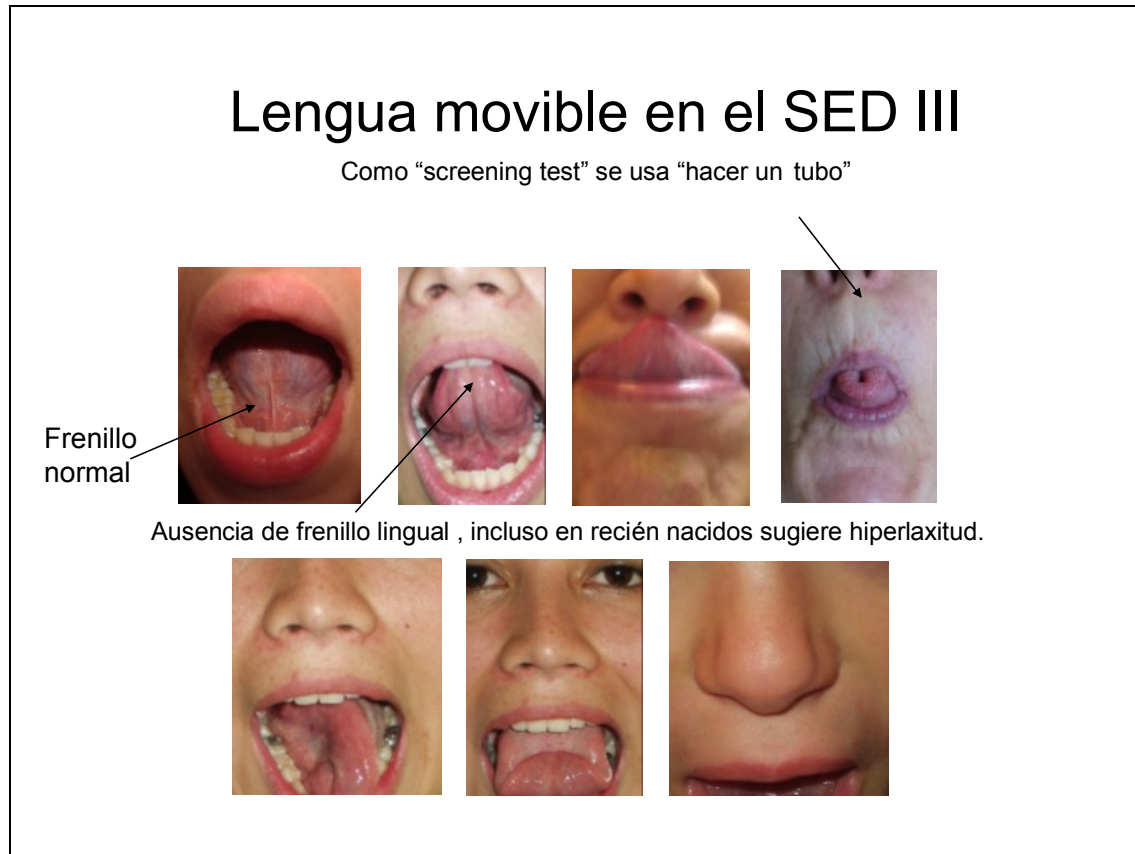 Lengua movible en el SED III
Como “screening test” se usa “hacer un tubo”
Frenillo
normal
Ausencia de frenillo lingual , incluso en recién nacidos sugiere hiperlaxitud.